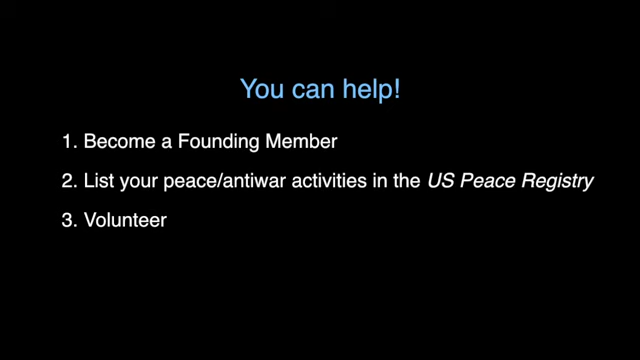 You can help!
1. Become a Founding Member
2. List your peace/antiwar activities in the US Peace Registry
3. Volunteer